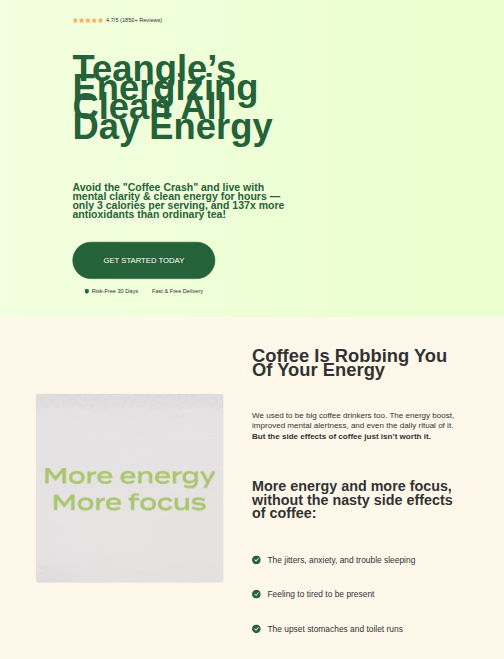 4.7/5 (1850+ Reviews)
Teangle's
Energizing
Clean All
Day Energy
Avoid the "Coffee Crash" and live with
mental clarity & clean energy for hours —
only 3 calories per serving, and 137x more
antioxidants than ordinary tea!
GET STARTED TODAY
Risk-Free 30 Days
Fast & Free Delivery
More energy
More focus
Coffee Is Robbing You
Of Your Energy
We used to be big coffee drinkers too. The energy boost,
improved mental alertness, and even the daily ritual of it.
But the side effects of coffee just isn't worth it.
More energy and more focus,
without the nasty side effects
of coffee:
The jitters, anxiety, and trouble sleeping
Feeling to tired to be present
The upset stomaches and toilet runs